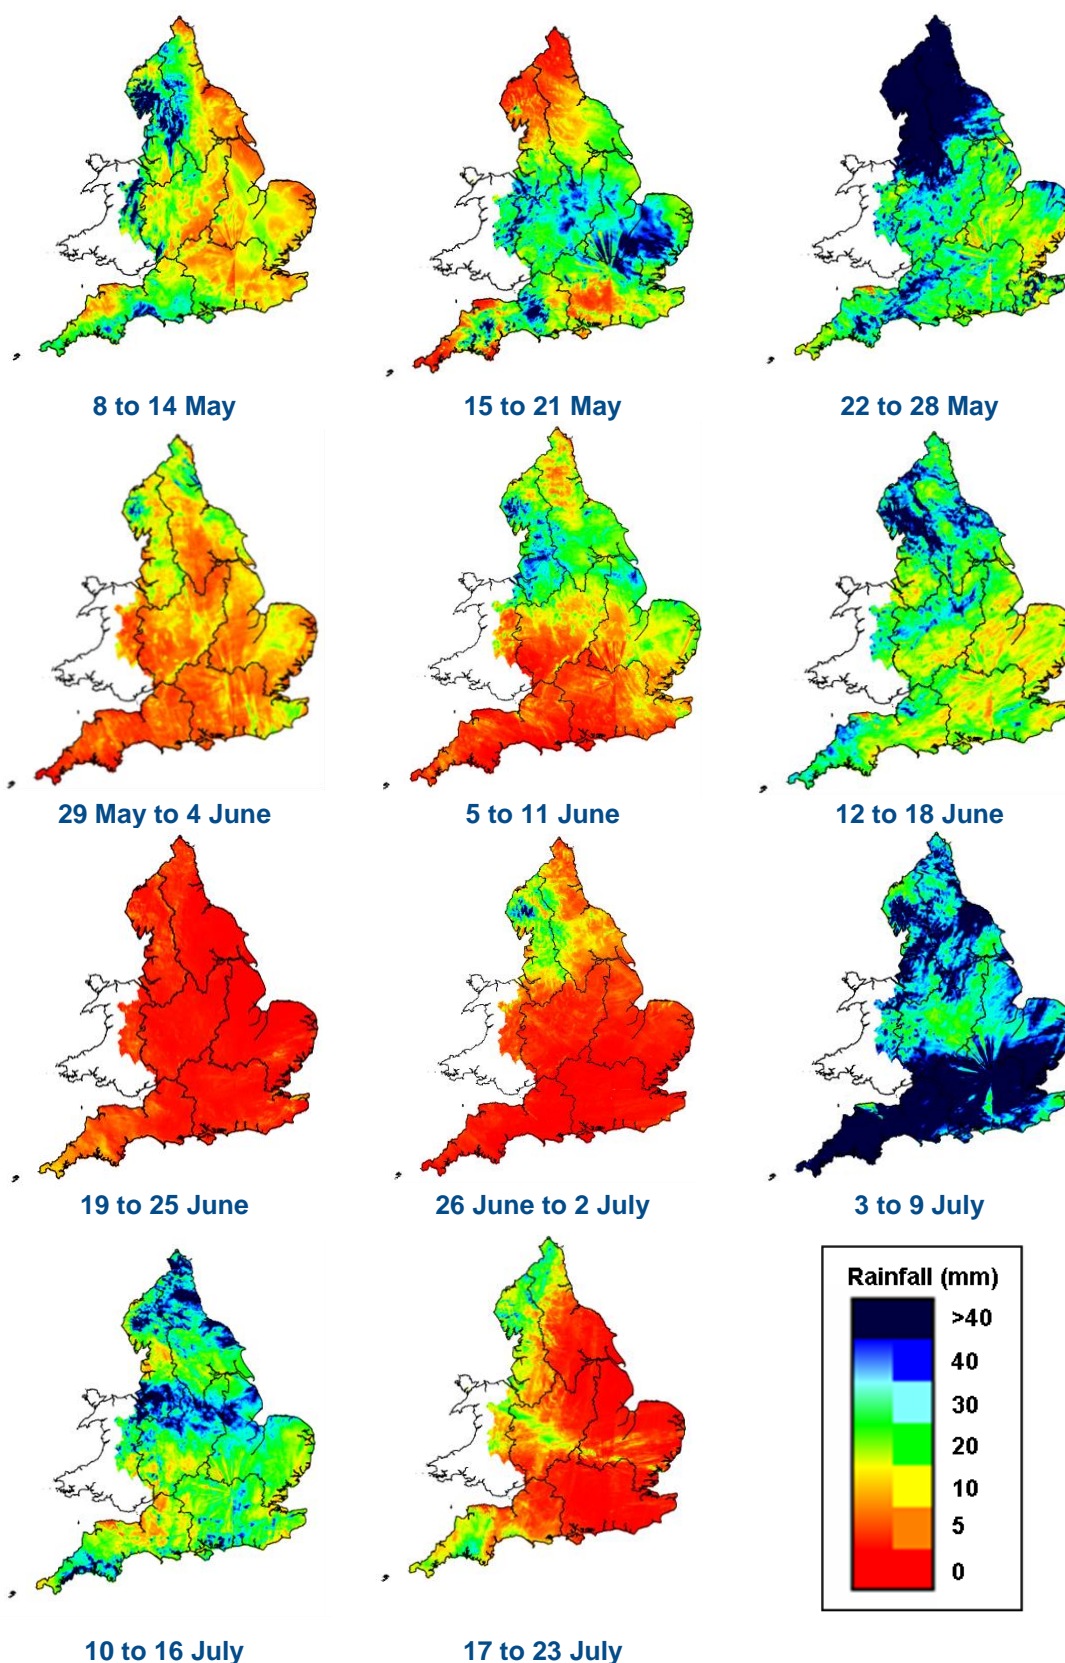 8 to 14 May
15 to 21 May
22 to 28 May
29 May to 4 June
5 to 11 June
12 to 18 June
19 to 25 June
26 June to 2 July
3 to 9 July
10 to 16 July
17 to 23 July
Rainfall (mm)
>40
40
30
20
10
5
0